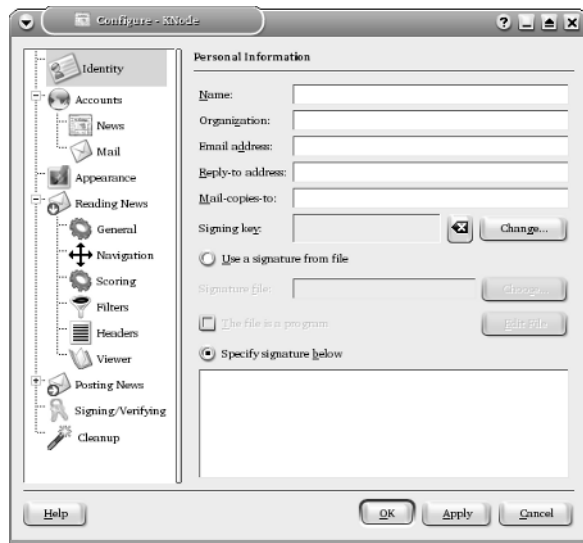 Configure - KNode
Identity
Accounts
News
Mail
Appearance
Reading News
General
Navigation
Scoring
Filters
Headers
Viewer
Posting News
Signing/Verifying
Cleanup
Personal Information
Name:
Organization:
Email address:
Reply-to address:
Mail-copies-to:
Signing key:
Change...
Use a signature from file
Signature file:
Choose...
The file is a program
Edit File
Specify signature below
Help
OK
Apply
Cancel